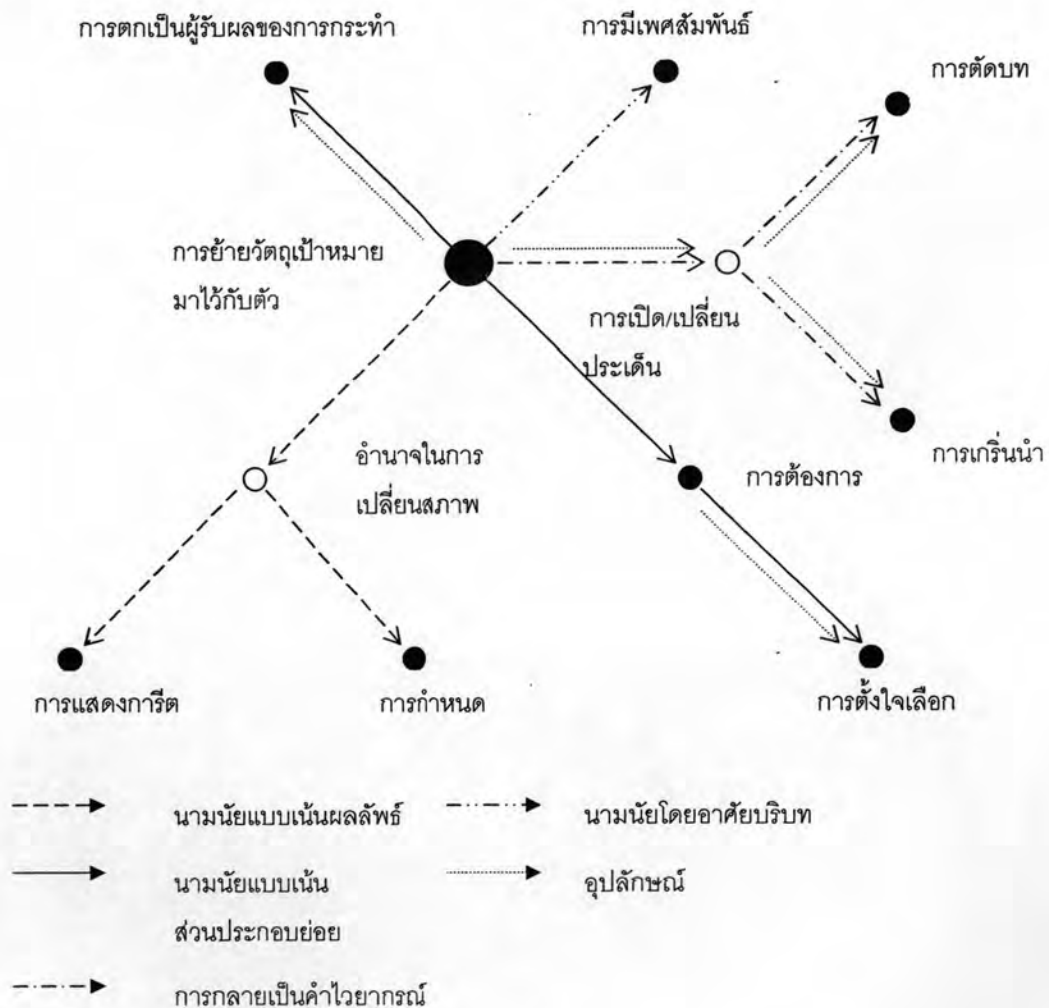 การตกเป็นผู้รับผลของการกระทำ
การมีเพศสัมพันธ์
การตัดบท
การย้ายวัตถุเป้าหมาย
มาไว้กับตัว
การเปิด/เปลี่ยน
ประเด็น
การเกริ่นนำ
อำนาจในการ
เปลี่ยนสภาพ
การต้องการ
การแสดงการีต
การกำหนด
การตั้งใจเลือก
นามนัยแบบเน้นผลลัพธ์
นามนัยโดยอาศัยบริบท
นามนัยแบบเน้น
ส่วนประกอบย่อย
อุปลักษณ์
การกลายเป็นคำไวยากรณ์